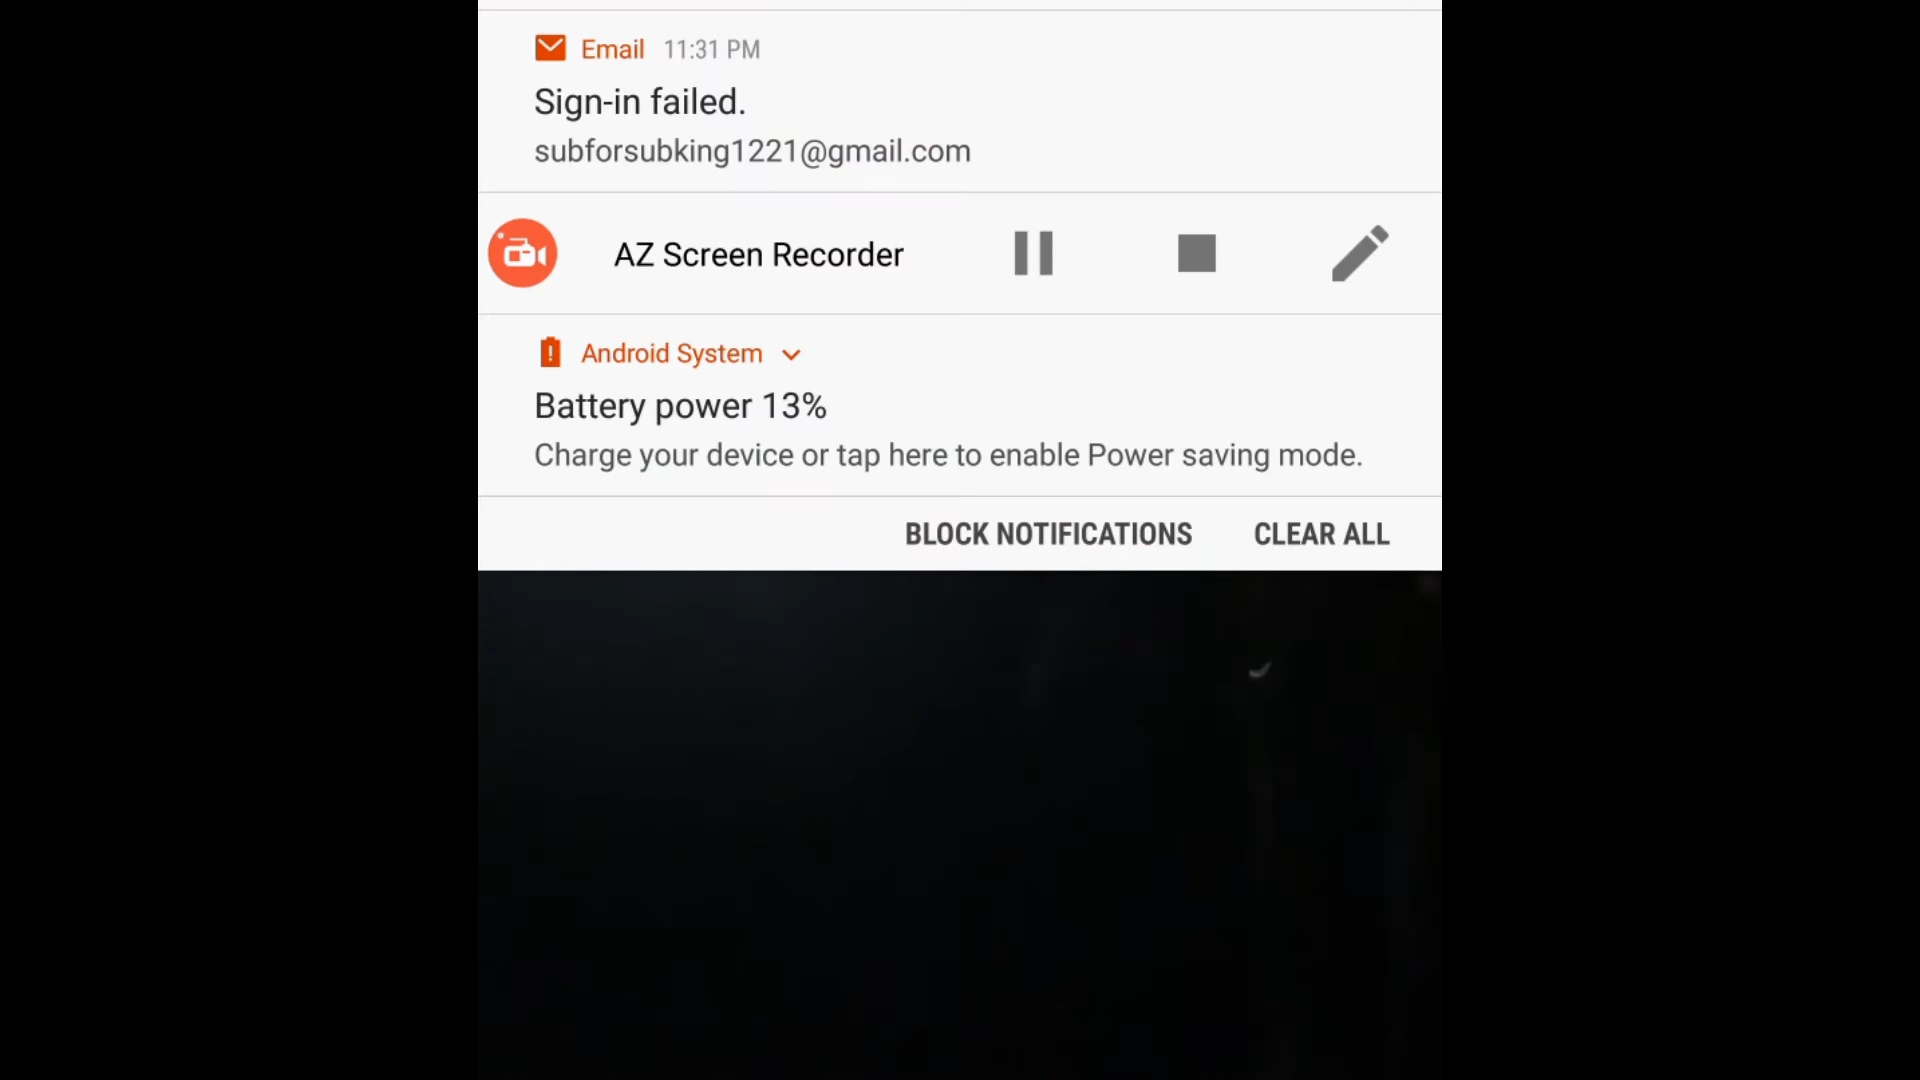 Email 11:31 PM
Sign-in failed.
subforsubking1221@gmail.com
AZ Screen Recorder
Android System
Battery power 13%
Charge your device or tap here to enable Power saving mode.
BLOCK NOTIFICATIONS CLEAR ALL